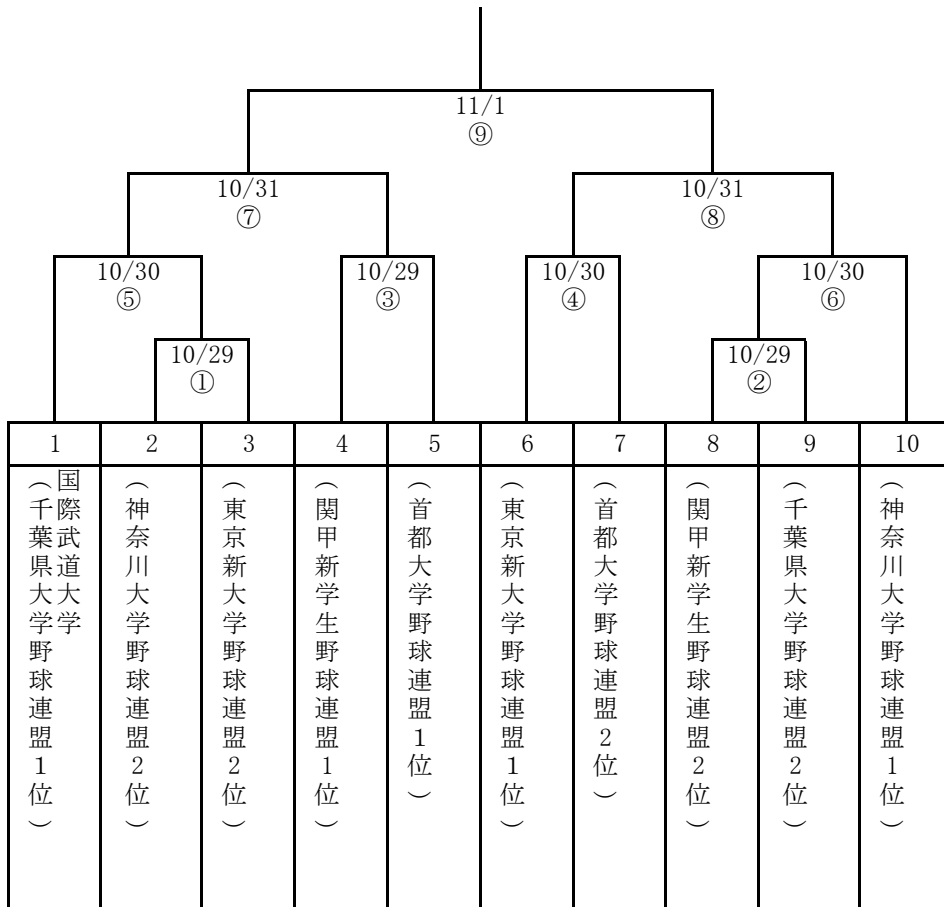 11/1
⑨
10/31
⑦
10/31
⑧
10/30
⑤
10/29
③
10/30
④
10/30
⑥
10/29
①
10/29
②
1
2
3
4
5
6
7
8
9
10
国際武道大学
（千葉県大学野球連盟1位）
（神奈川大学野球連盟2位）
（東京新大学野球連盟2位）
（関甲新学生野球連盟1位）
（首都大学野球連盟1位）
（東京新大学野球連盟1位）
（首都大学野球連盟2位）
（関甲新学生野球連盟2位）
（千葉県大学野球連盟2位）
（神奈川大学野球連盟1位）